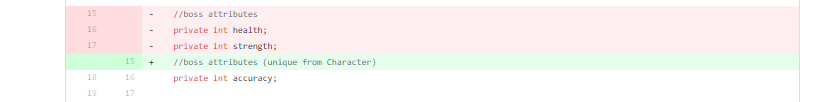 15 - //boss attributes
16 - private int health;
17 - private int strength;
15 + //boss attributes (unique from Character)
18 16 private int accuracy;
19 17